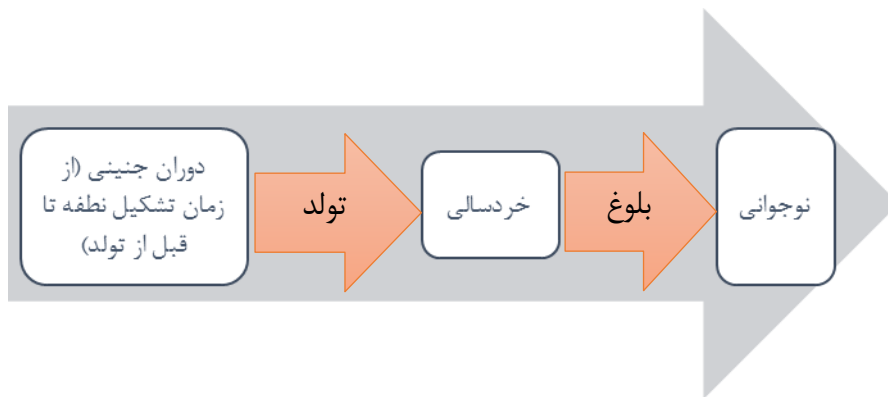 دوران جنینی (از
زمان تشکیل نطفه تا
قبل از تولد)
تولد
خردسالی
بلوغ
نوجوانی